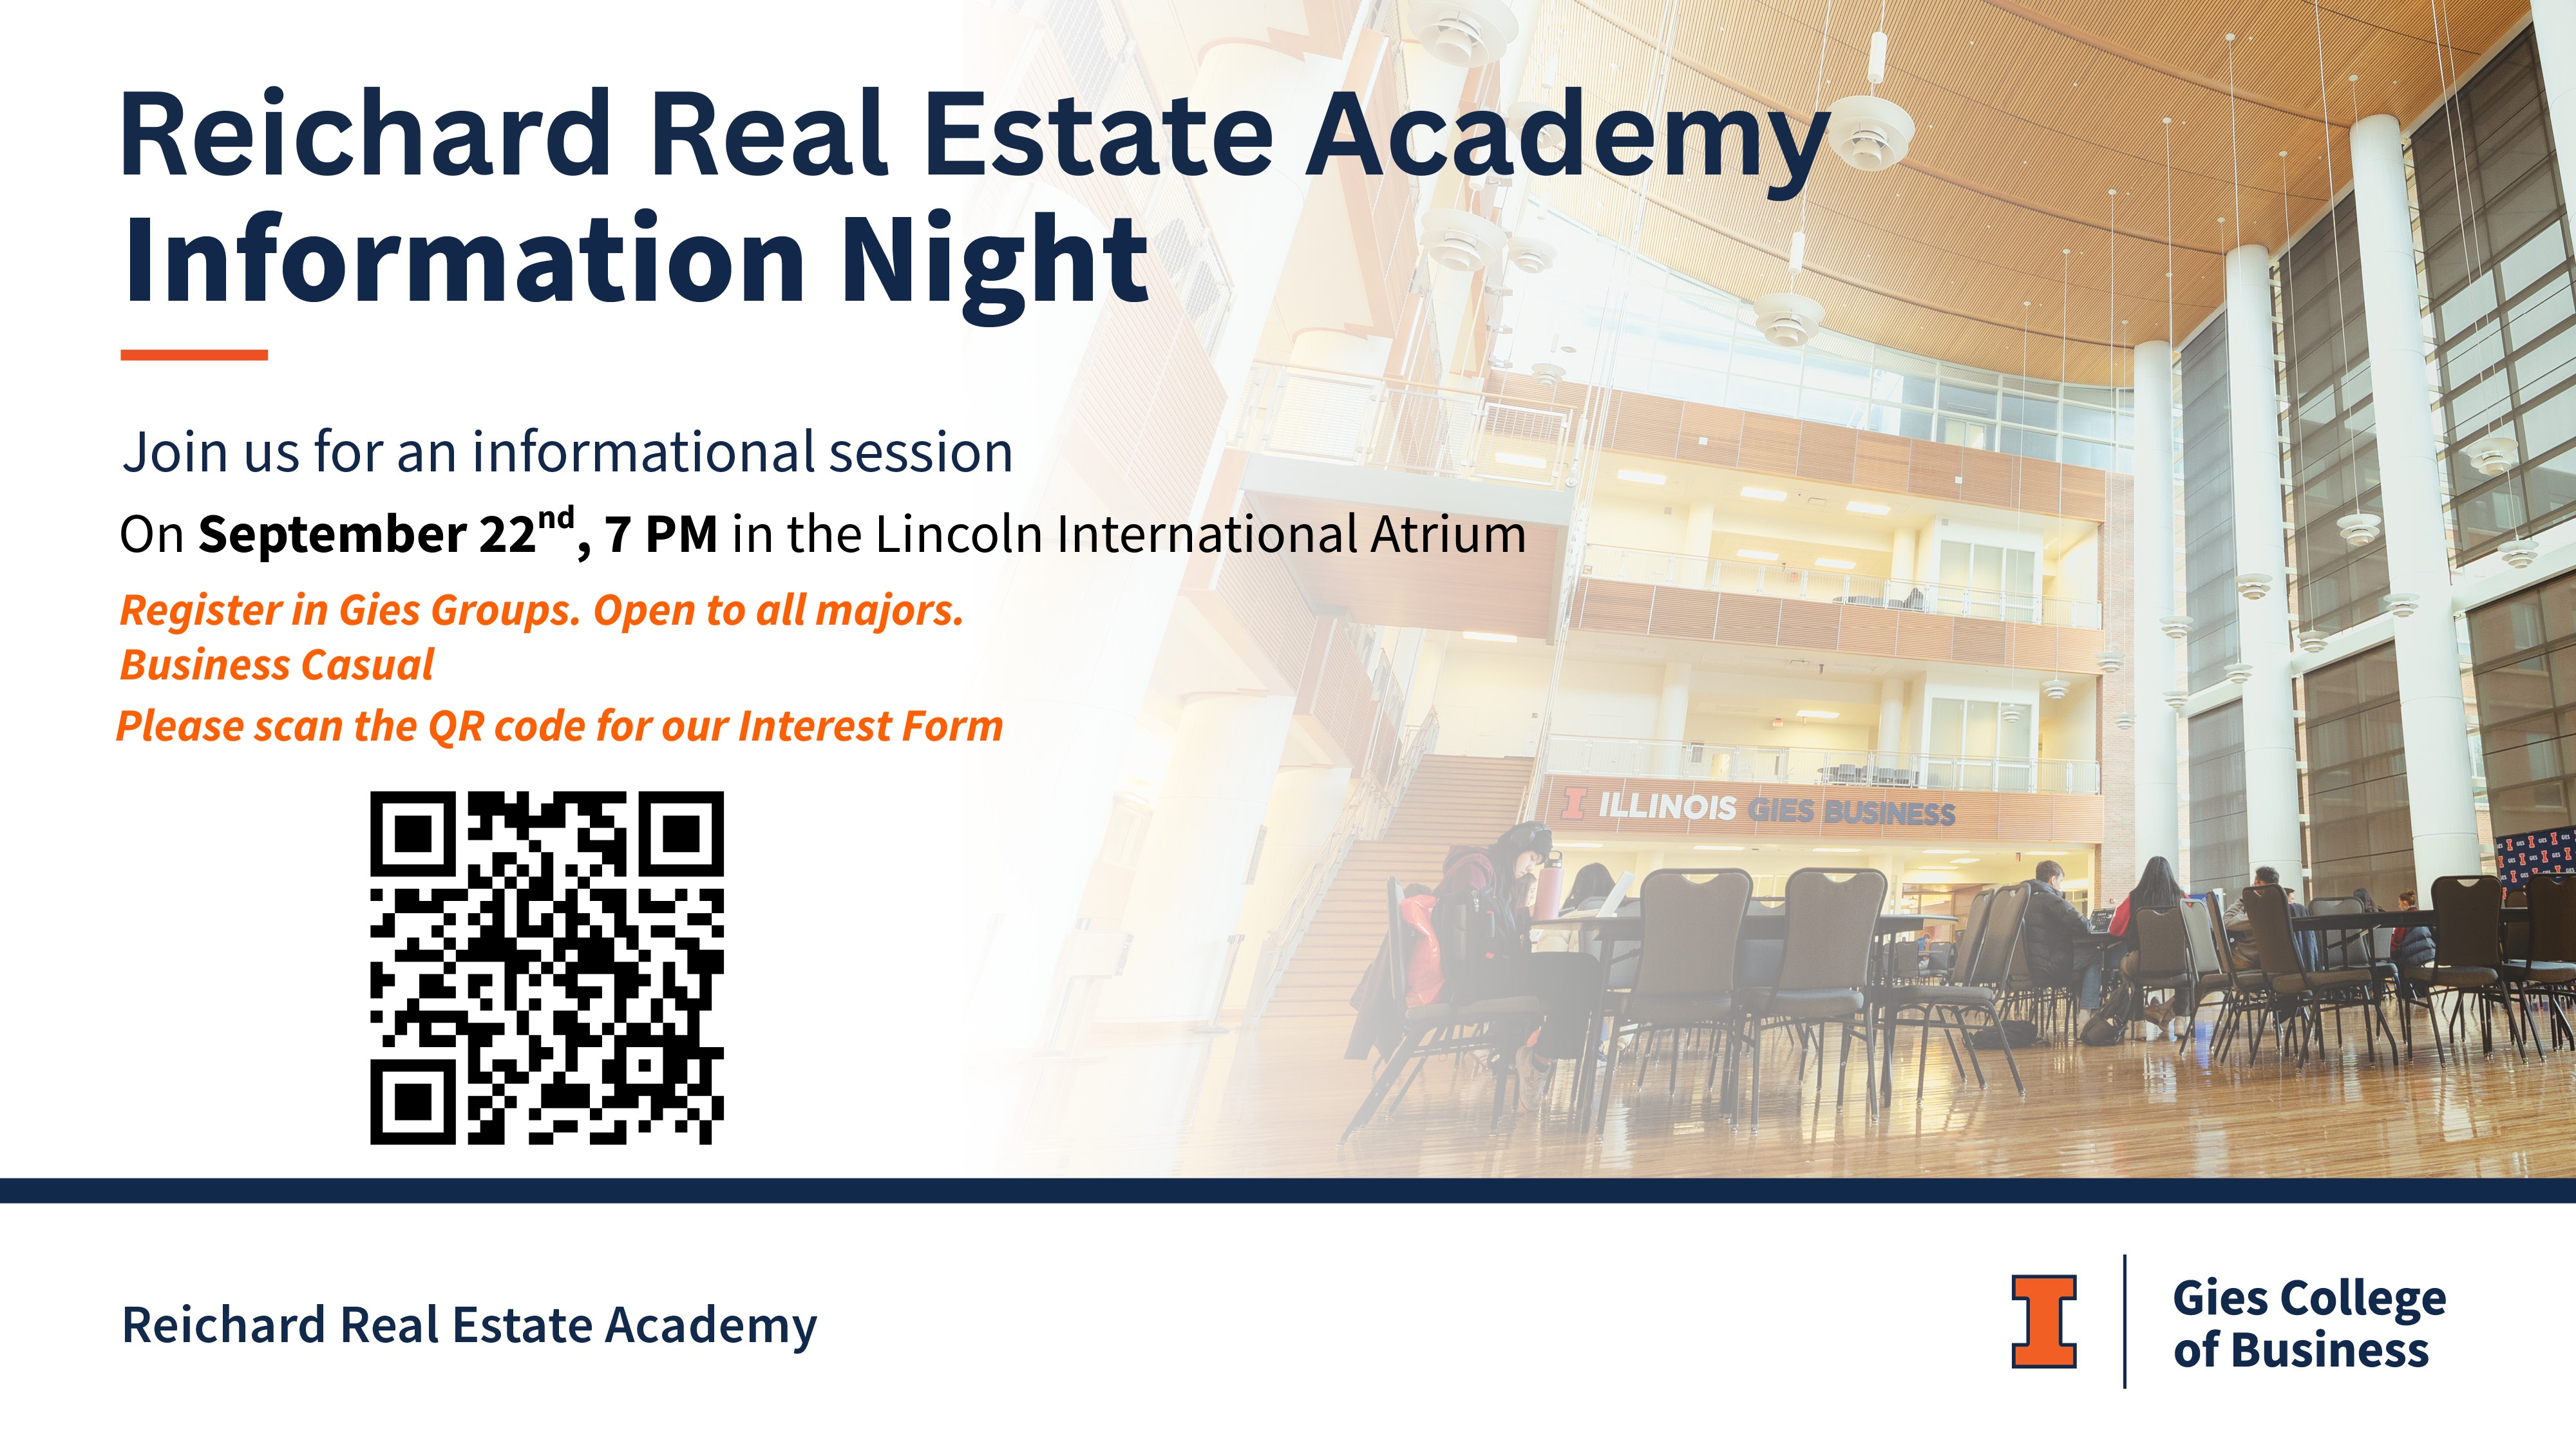 Reichard Real Estate Academy
Information Night
Join us for an informational session
On September 22nd, 7 PM in the Lincoln International Atrium
Register in Gies Groups. Open to all majors.
Business Casual
Please scan the QR code for our Interest Form
I ILLINOIS GIES BUSINESS
Reichard Real Estate Academy
I
Gies College
of Business